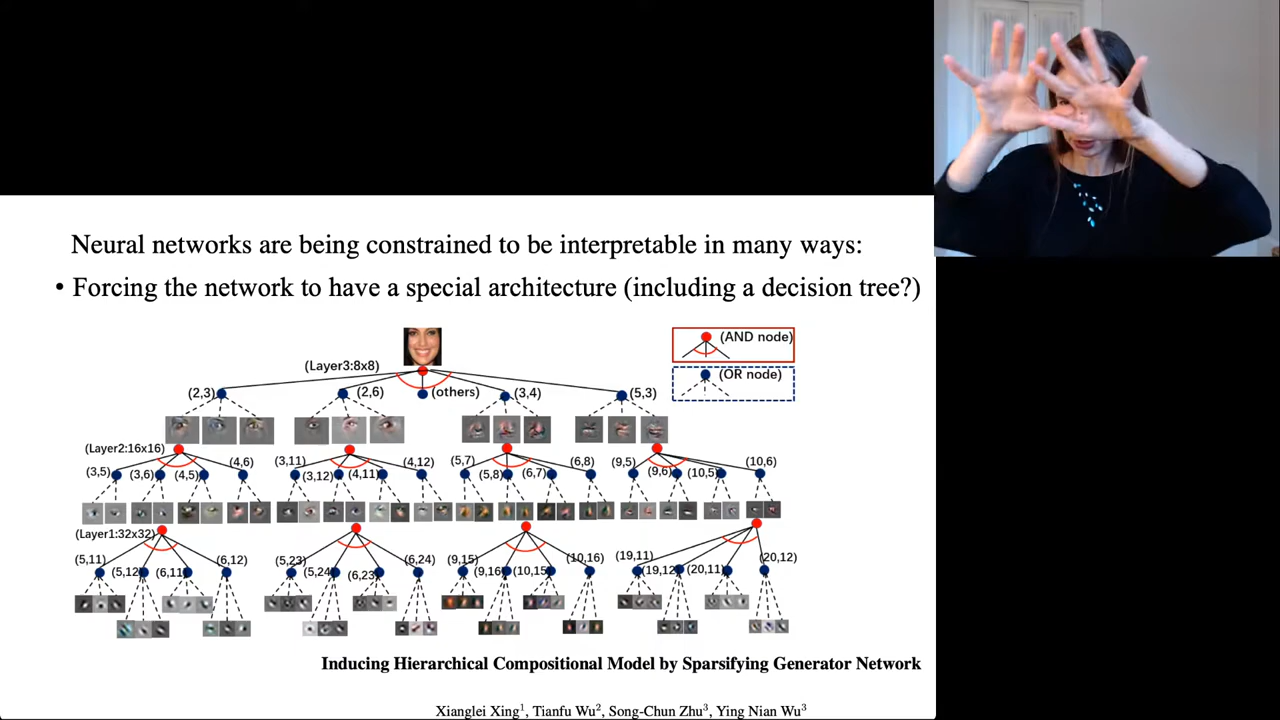 Neural networks are being constrained to be interpretable in many ways:
• Forcing the network to have a special architecture (including a decision tree?)
(AND node)
(OR node)
(Layer3:8x8)
(2,3) (2,6) (others) (3,4) (5,3)
(Layer2:16x16)
(3,5) (3,6) (4,5) (4,6) (3,11) (3,12) (4,11) (4,12) (5,7) (5,8) (6,7) (6,8) (9,5) (9,6) (10,5) (10,6)
(Layer1:32x32)
(5,11) (5,12) (6,11) (6,12) (5,23) (5,24) (6,23) (6,24) (9,15) (9,16) (10,15) (10,16) (19,11) (19,12) (20,11) (20,12)
Inducing Hierarchical Compositional Model by Sparsifying Generator Network
Xianglei Xing¹, Tianfu Wu², Song-Chun Zhu³, Ying Nian Wu³